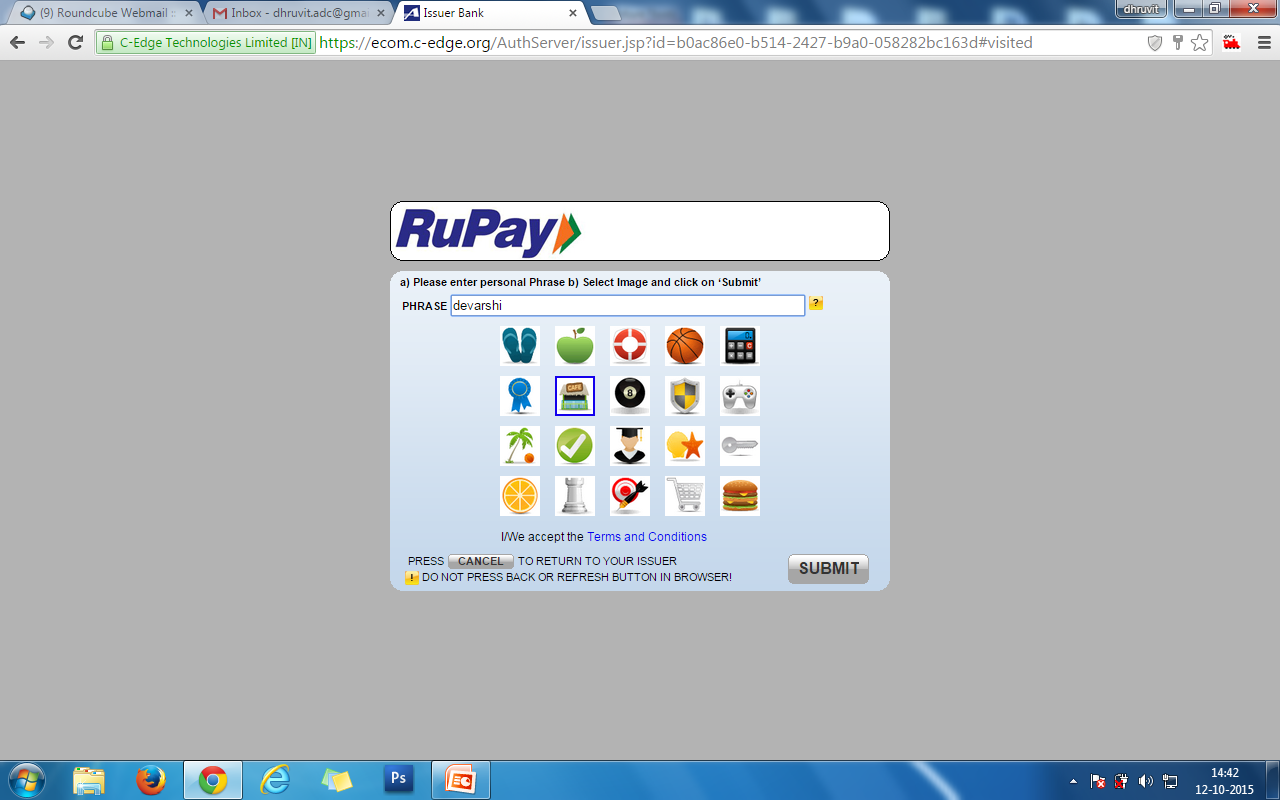 dhruvit
(9) Roundcube Webmail ::
Inbox - dhruvit.adc@gmai
Issuer Bank
C-Edge Technologies Limited [IN]
https://ecom.c-edge.org/AuthServer/issuer.jsp?id=b0ac86e0-b514-2427-b9a0-058282bc163d#visited
RuPay
a) Please enter personal Phrase b) Select Image and click on ‘Submit’
PHRASE devarshi ?
CAFE
8
I/We accept the Terms and Conditions
PRESS CANCEL TO RETURN TO YOUR ISSUER
! DO NOT PRESS BACK OR REFRESH BUTTON IN BROWSER!
SUBMIT
Ps
14:42
12-10-2015